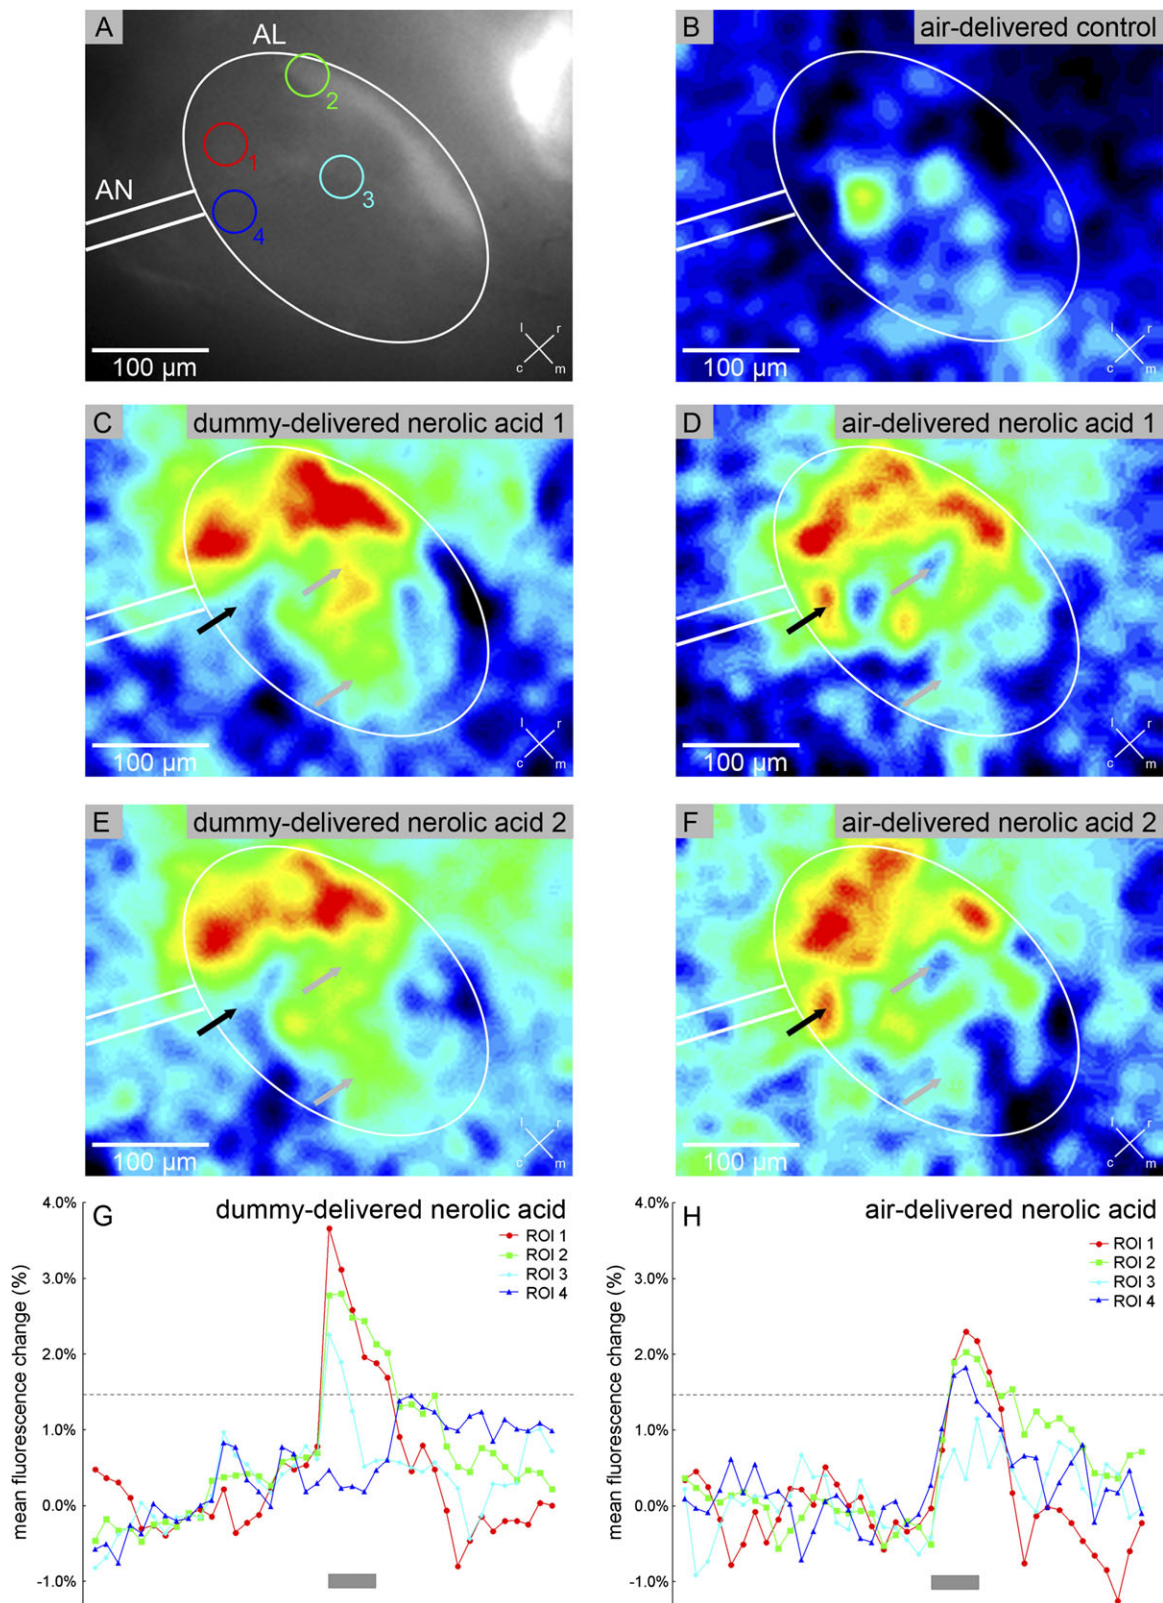 A
AL
2
1
3
AN
4
100 µm
l r
c m
B
air-delivered control
100 µm
l r
c m
C
dummy-delivered nerolic acid 1
100 µm
l r
c m
D
air-delivered nerolic acid 1
100 µm
l r
c m
E
dummy-delivered nerolic acid 2
100 µm
l r
c m
F
air-delivered nerolic acid 2
100 µm
l r
c m
G
dummy-delivered nerolic acid
ROI 1
ROI 2
ROI 3
ROI 4
mean fluorescence change (%)
4.0%
3.0%
2.0%
1.0%
0.0%
-1.0%
H
air-delivered nerolic acid
ROI 1
ROI 2
ROI 3
ROI 4
mean fluorescence change (%)
4.0%
3.0%
2.0%
1.0%
0.0%
-1.0%